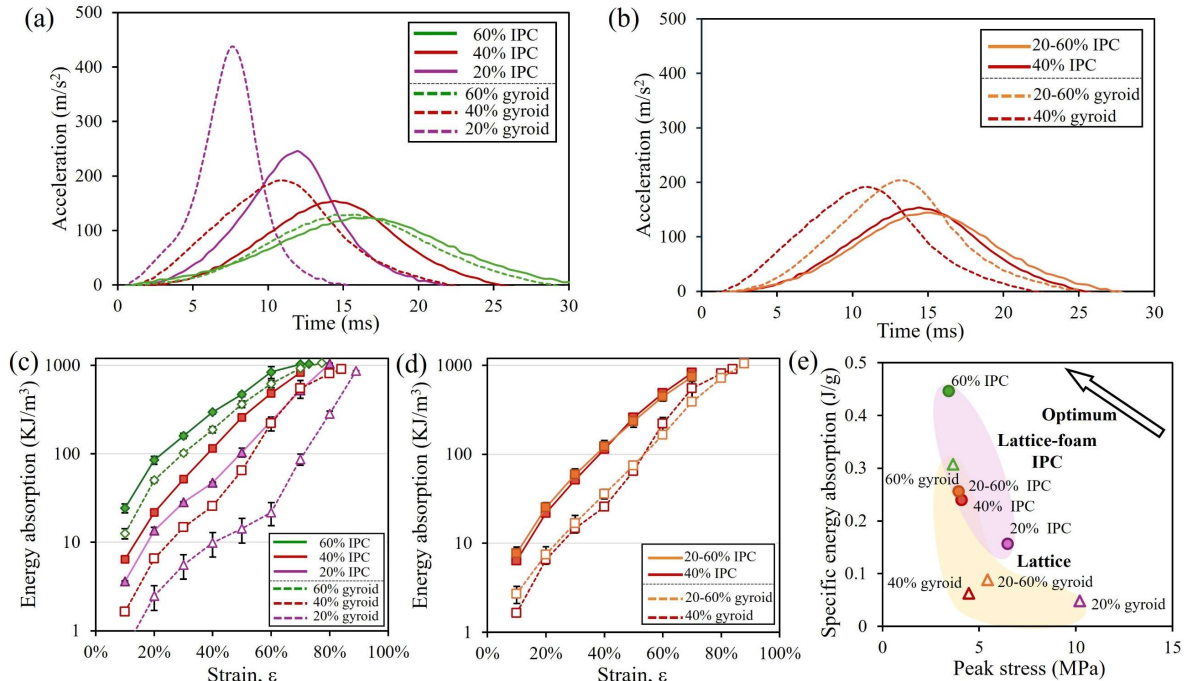 (a)
500
400
300
200
100
0
Acceleration (m/s²)
0
5
10
15
20
25
30
Time (ms)
60% IPC
40% IPC
20% IPC
60% gyroid
40% gyroid
20% gyroid
(b)
500
400
300
200
100
0
Acceleration (m/s²)
0
5
10
15
20
25
30
Time (ms)
20-60% IPC
40% IPC
20-60% gyroid
40% gyroid
(c)
1000
100
10
1
Energy absorption (KJ/m³)
0%
20%
40%
60%
80%
100%
Strain, ε
60% IPC
40% IPC
20% IPC
60% gyroid
40% gyroid
20% gyroid
(d)
1000
100
10
1
Energy absorption (KJ/m³)
0%
20%
40%
60%
80%
100%
Strain, ε
20-60% IPC
40% IPC
20-60% gyroid
40% gyroid
(e)
0.5
0.4
0.3
0.2
0.1
0
Specific energy absorption (J/g)
0
5
10
15
Peak stress (MPa)
60% IPC
Optimum
Lattice-foam
IPC
60% gyroid
20-60% IPC
40% IPC
20% IPC
Lattice
40% gyroid
20-60% gyroid
20% gyroid